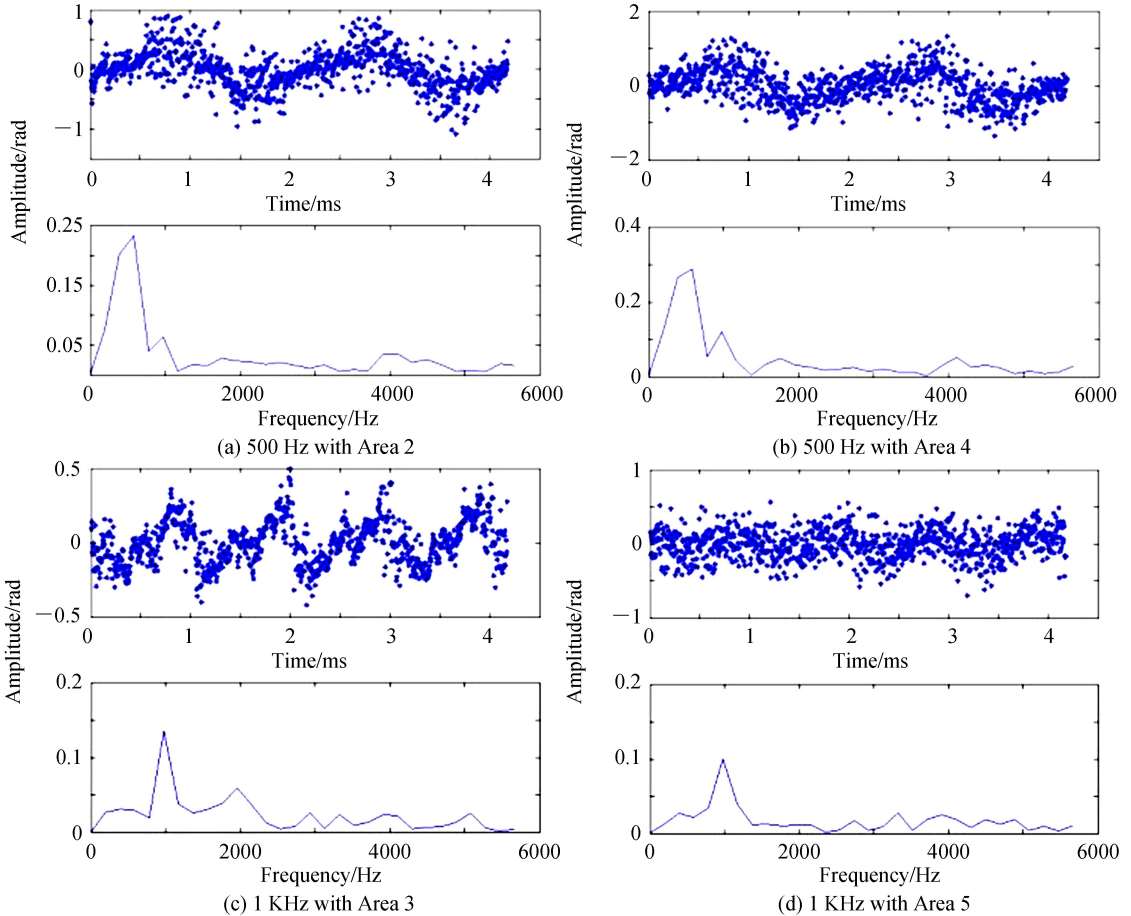 1
0
－1
0 1 2 3 4
Time/ms
Amplitude/rad
0.25
0.15
0.05
0 2000 4000 6000
Frequency/Hz
(a) 500 Hz with Area 2
2
0
－2
0 1 2 3 4
Time/ms
Amplitude/rad
0.4
0.2
0
0 2000 4000 6000
Frequency/Hz
(b) 500 Hz with Area 4
0.5
0
－0.5
0 1 2 3 4
Time/ms
Amplitude/rad
0.2
0.1
0
0 2000 4000 6000
Frequency/Hz
(c) 1 KHz with Area 3
1
0
－1
0 1 2 3 4
Time/ms
Amplitude/rad
0.2
0.1
0
0 2000 4000 6000
Frequency/Hz
(d) 1 KHz with Area 5